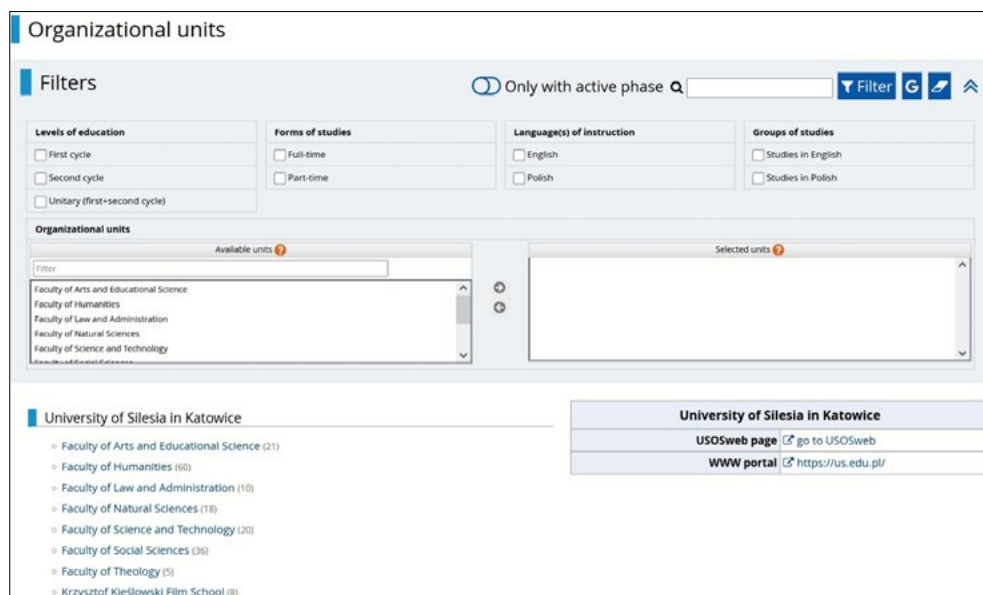 Organizational units
Filters
Only with active phase
Filter
G
Levels of education
First cycle
Second cycle
Unitary (first+second cycle)
Forms of studies
Full-time
Part-time
Language(s) of instruction
English
Polish
Groups of studies
Studies in English
Studies in Polish
Organizational units
Available units ?
Filter
Faculty of Arts and Educational Science
Faculty of Humanities
Faculty of Law and Administration
Faculty of Natural Sciences
Faculty of Science and Technology
Faculty of Social Sciences
Selected units ?
University of Silesia in Katowice
Faculty of Arts and Educational Science (21)
Faculty of Humanities (60)
Faculty of Law and Administration (10)
Faculty of Natural Sciences (18)
Faculty of Science and Technology (20)
Faculty of Social Sciences (36)
Faculty of Theology (5)
Krzysztof Kieślowski Film School (8)
University of Silesia in Katowice
USOSweb page go to USOSweb
WWW portal https://us.edu.pl/